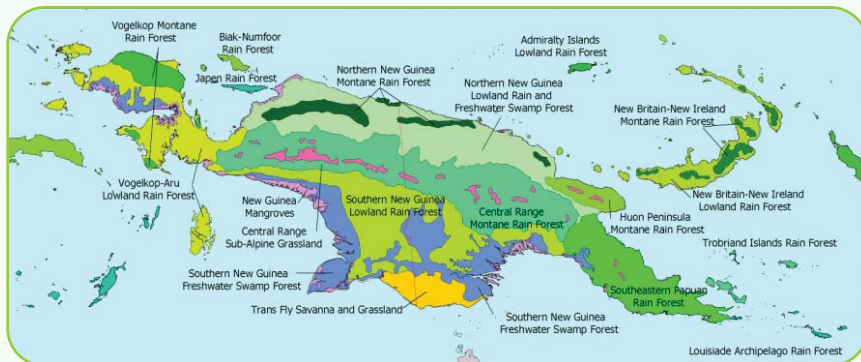 Vogelkop Montane
Rain Forest
Biak-Numfoor
Rain Forest
Japen Rain Forest
Northern New Guinea
Montane Rain Forest
Admiralty Islands
Lowland Rain Forest
Northern New Guinea
Lowland Rain and
Freshwater Swamp Forest
New Britain-New Ireland
Montane Rain Forest
Vogelkop-Aru
Lowland Rain Forest
New Guinea
Mangroves
Southern New Guinea
Lowland Rain Forest
Central Range
Montane Rain Forest
New Britain-New Ireland
Lowland Rain Forest
Huon Peninsula
Montane Rain Forest
Central Range
Sub-Alpine Grassland
Trobriand Islands Rain Forest
Southern New Guinea
Freshwater Swamp Forest
Trans Fly Savanna and Grassland
Southeastern Papuan
Rain Forest
Southern New Guinea
Freshwater Swamp Forest
Louisiade Archipelago Rain Forest